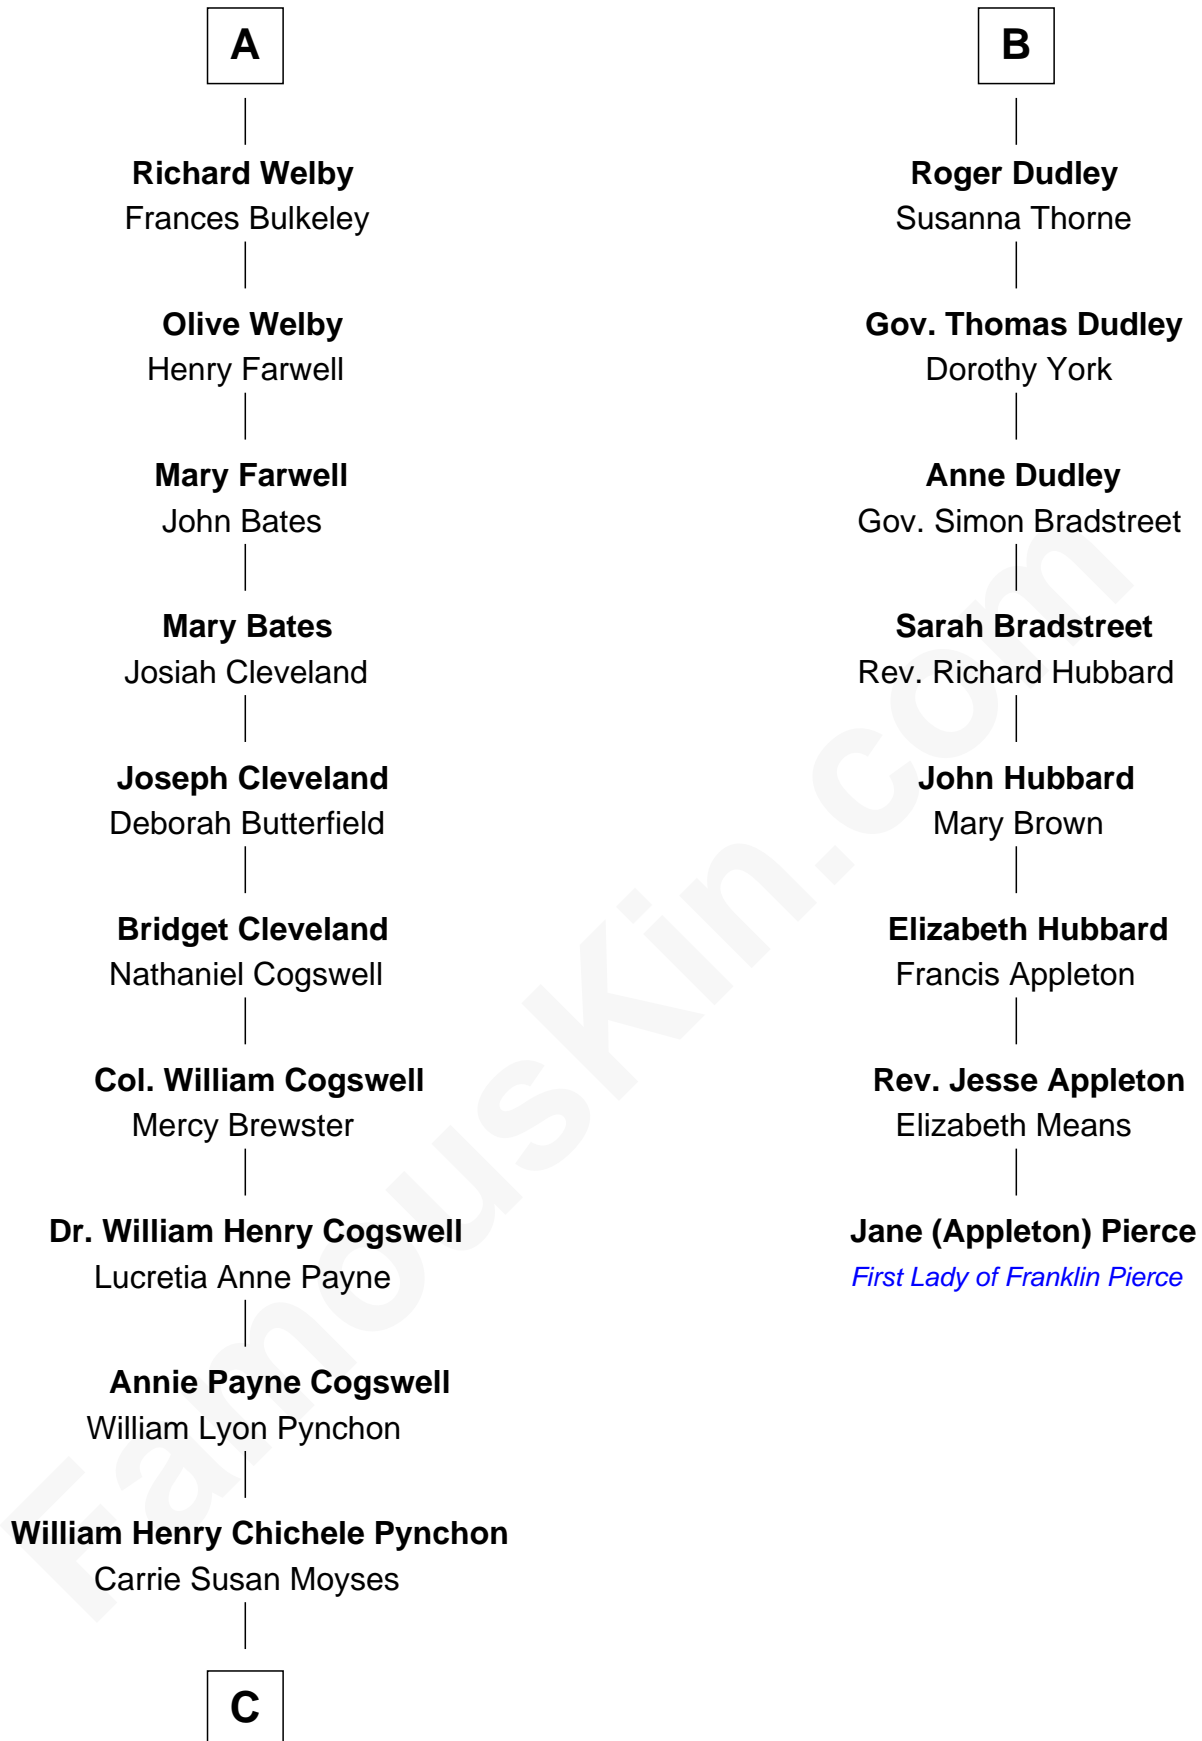 A
Richard Welby
Frances Bulkeley
Olive Welby
Henry Farwell
Mary Farwell
John Bates
Mary Bates
Josiah Cleveland
Joseph Cleveland
Deborah Butterfield
Bridget Cleveland
Nathaniel Cogswell
Col. William Cogswell
Mercy Brewster
Dr. William Henry Cogswell
Lucretia Anne Payne
Annie Payne Cogswell
William Lyon Pynchon
William Henry Chichele Pynchon
Carrie Susan Moyses
C
B
Roger Dudley
Susanna Thorne
Gov. Thomas Dudley
Dorothy York
Anne Dudley
Gov. Simon Bradstreet
Sarah Bradstreet
Rev. Richard Hubbard
John Hubbard
Mary Brown
Elizabeth Hubbard
Francis Appleton
Rev. Jesse Appleton
Elizabeth Means
Jane (Appleton) Pierce
First Lady of Franklin Pierce
FamousKin.com